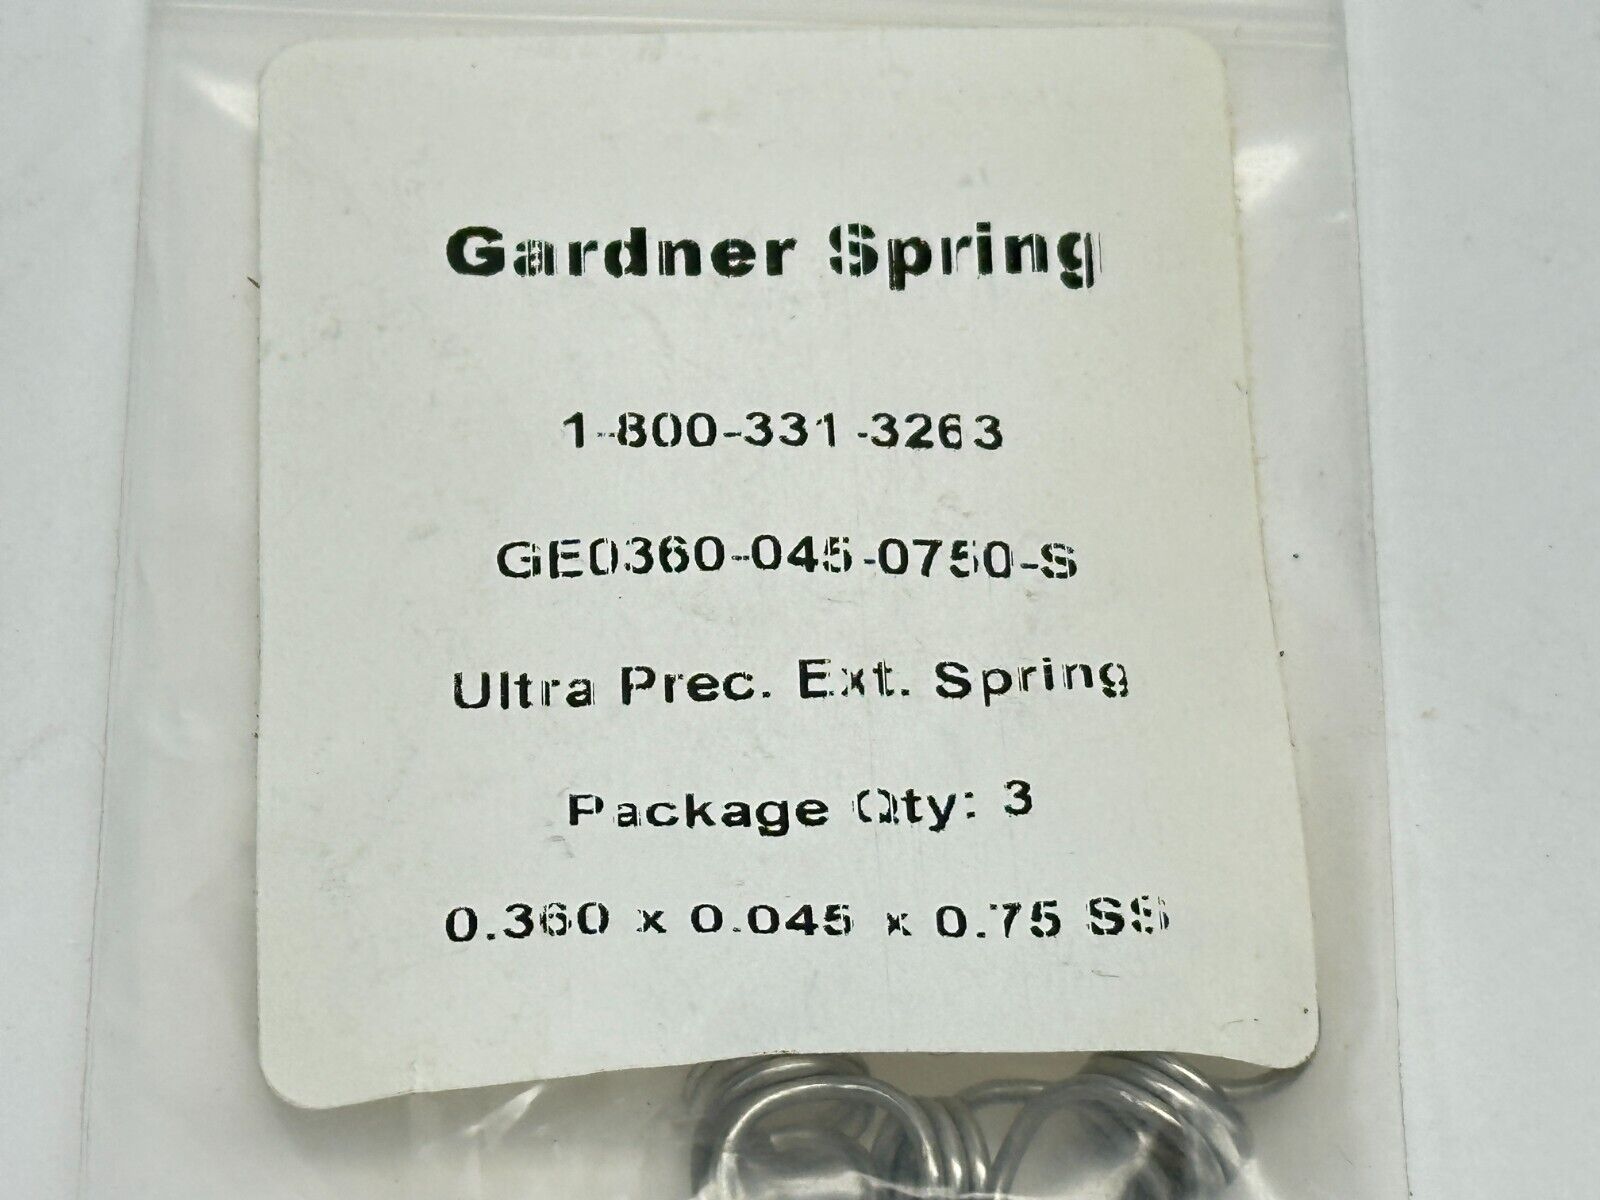 Gardner Spring
1-800-331-3263
GE0360-045-0750-S
Ultra Prec. Ext. Spring
Package Qty: 3
0.360 x 0.045 x 0.75 SS